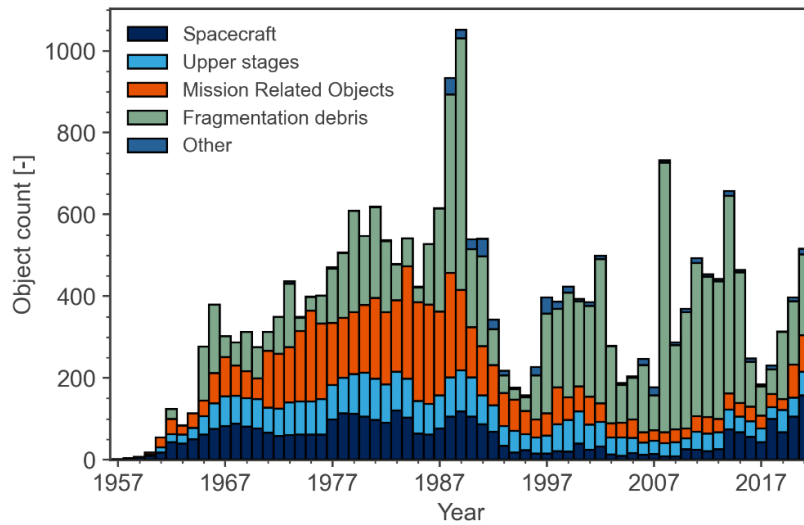 Spacecraft
Upper stages
Mission Related Objects
Fragmentation debris
Other
Object count [-]
1000
800
600
400
200
0
1957 1967 1977 1987 1997 2007 2017
Year